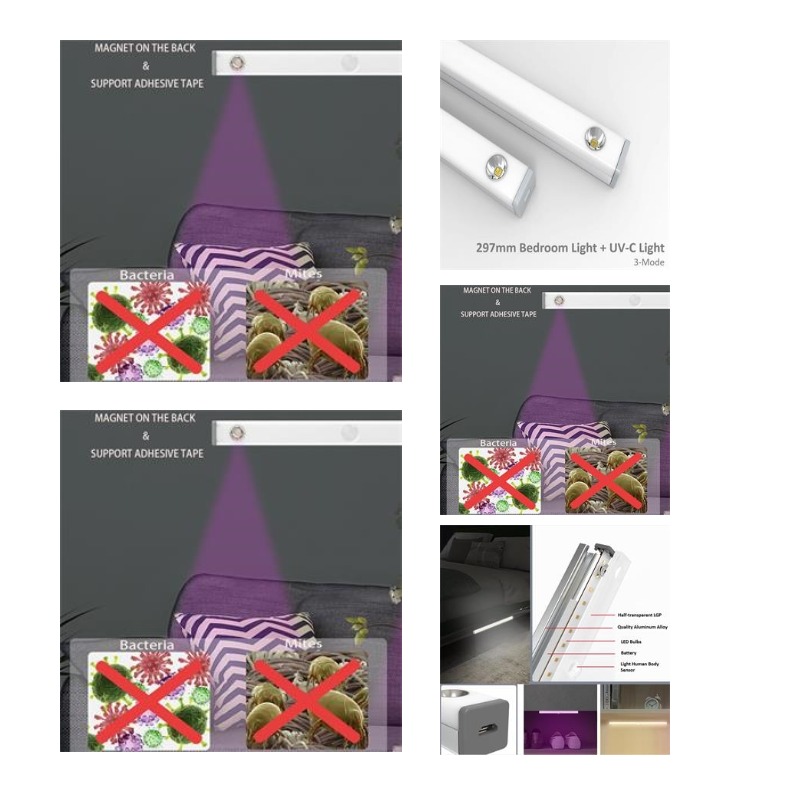 MAGNET ON THE BACK
&
SUPPORT ADHESIVE TAPE
Bacteria
Mites
297mm Bedroom Light + UV-C Light
3-Mode
MAGNET ON THE BACK
&
SUPPORT ADHESIVE TAPE
Bacteria
Mites
MAGNET ON THE BACK
&
SUPPORT ADHESIVE TAPE
Bacteria
Mites
Half-transparent LGP
Quality Aluminum Alloy
LED Bulbs
Battery
Light Human Body
Sensor